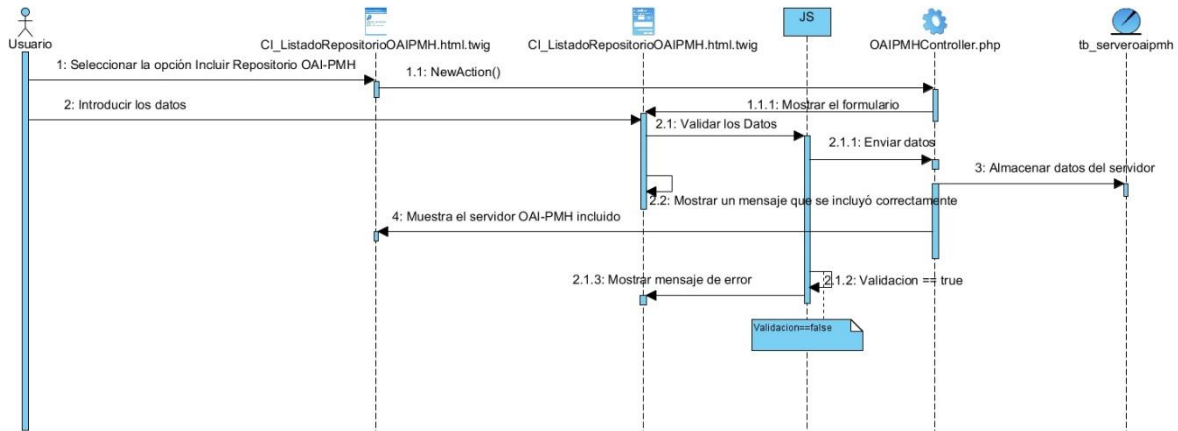 JS
Usuario
CI_ListadoRepositorioOAIPMH.html.twig
CI_ListadoRepositorioOAIPMH.html.twig
OAIPMHController.php
tb_serveroaipmh
1: Seleccionar la opción Incluir Repositorio OAI-PMH
1.1: NewAction()
2: Introducir los datos
1.1.1: Mostrar el formulario
2.1: Validar los Datos
2.1.1: Enviar datos
3: Almacenar datos del servidor
2.2: Mostrar un mensaje que se incluyó correctamente
4: Muestra el servidor OAI-PMH incluido
2.1.3: Mostrar mensaje de error
2.1.2: Validacion == true
Validacion==false